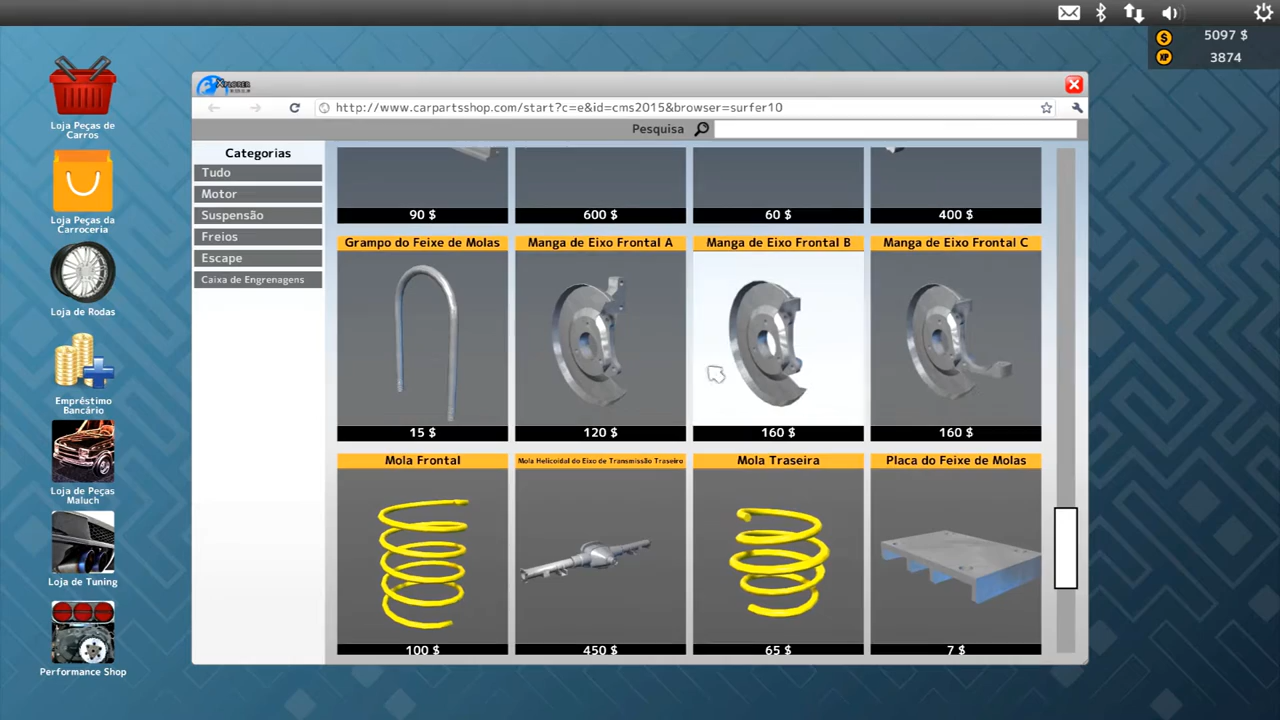 5097 $
3874
Loja Peças de
Carros
Loja Peças da
Carroceria
Loja de Rodas
Empréstimo
Bancário
Loja de Peças
Maluch
Loja de Tuning
Performance Shop
http://www.carpartsshop.com/start?c=e&id=cms2015&browser=surfer10
Pesquisa
Categorias
Tudo
Motor
Suspensão
Freios
Escape
Caixa de Engrenagens
90 $
600 $
60 $
400 $
Grampo do Feixe de Molas
Manga de Eixo Frontal A
Manga de Eixo Frontal B
Manga de Eixo Frontal C
15 $
120 $
160 $
160 $
Mola Frontal
Mola Helicoidal do Eixo de Transmissão Traseiro
Mola Traseira
Placa do Feixe de Molas
100 $
450 $
65 $
7 $